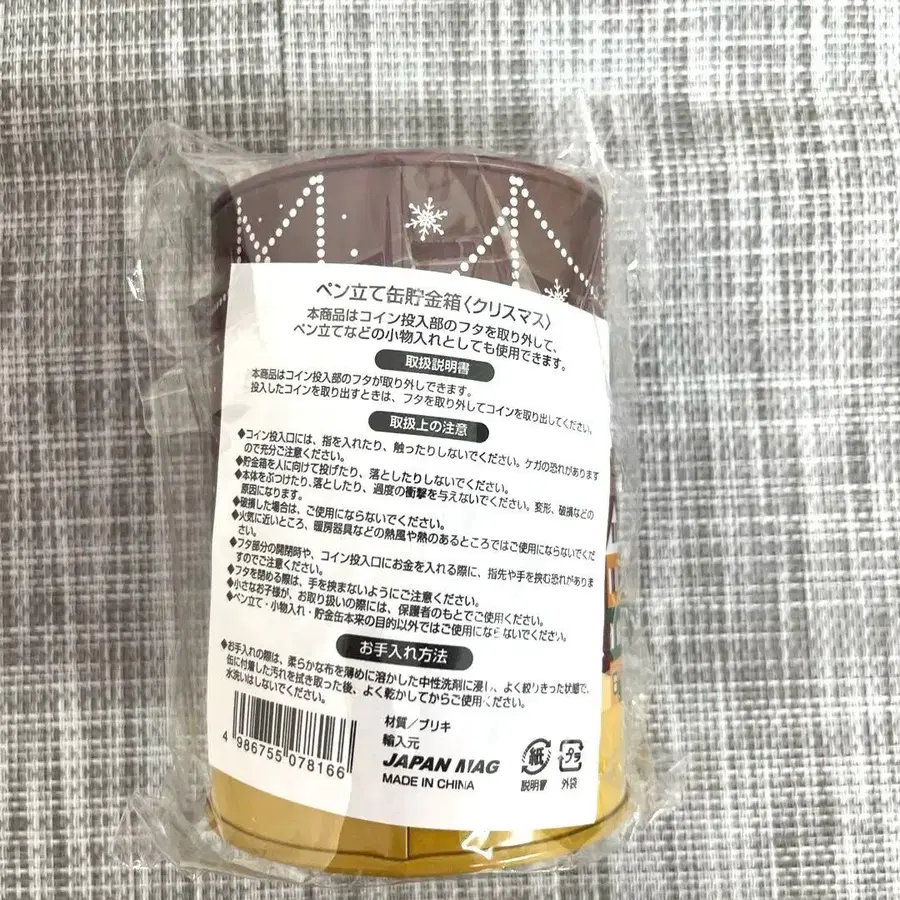 ペン立て缶貯金箱〈クリスマス〉
本商品はコイン投入部のフタを取り外して、
ペン立てなどの小物入れとしても使用できます。
取扱説明書
本商品はコイン投入部のフタが取り外しできます。
投入したコインを取り出すときは、フタを取り外してコインを取り出してください。
取扱上の注意
◆コイン投入口には、指を入れたり、触ったりしないでください。ケガの恐れがあります
ので充分ご注意ください。
◆貯金箱を人に向けて投げたり、落としたりしないでください。
◆本体をぶつけたり、落としたり、過度の衝撃を与えないでください。変形、破損などの
原因になります。
◆破損した場合は、ご使用にならないでください。
◆火気に近いところ、暖房器具などの熱風や熱のあるところではご使用にならないでくだ
さい。
◆フタ部分の開閉時や、コイン投入口にお金を入れる際に、指先や手を挟む恐れがありま
すのでご注意ください。
◆フタを閉める際は、手を挟まないようにご注意ください。
◆小さなお子様が、お取り扱いの際には、保護者のもとでご使用ください。
◆ペン立て・小物入れ・貯金缶本来の目的以外ではご使用にならないでください。
お手入れ方法
◆お手入れの際は、柔らかな布を薄めに溶かした中性洗剤に浸し、よく絞りきった状態で、
缶に付着した汚れを拭き取った後、よく乾かしてからご使用ください。
水洗いはしないでください。
4 986755 078166
材質/ブリキ
輸入元
JAPAN MAG
MADE IN CHINA
紙
説明書
プラ
外袋